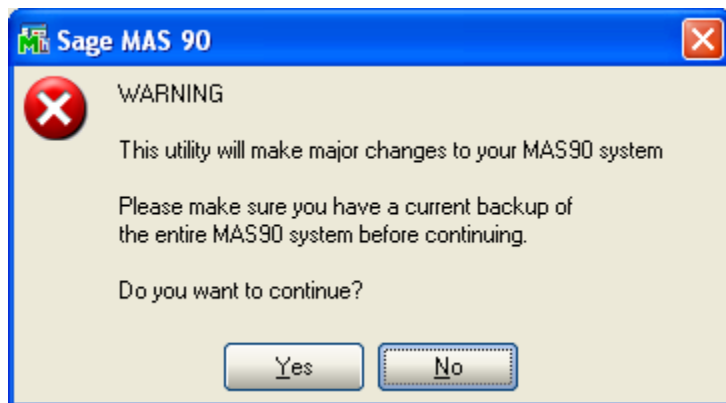 Sage MAS 90
WARNING
This utility will make major changes to your MAS90 system
Please make sure you have a current backup of
the entire MAS90 system before continuing.
Do you want to continue?
Yes
No